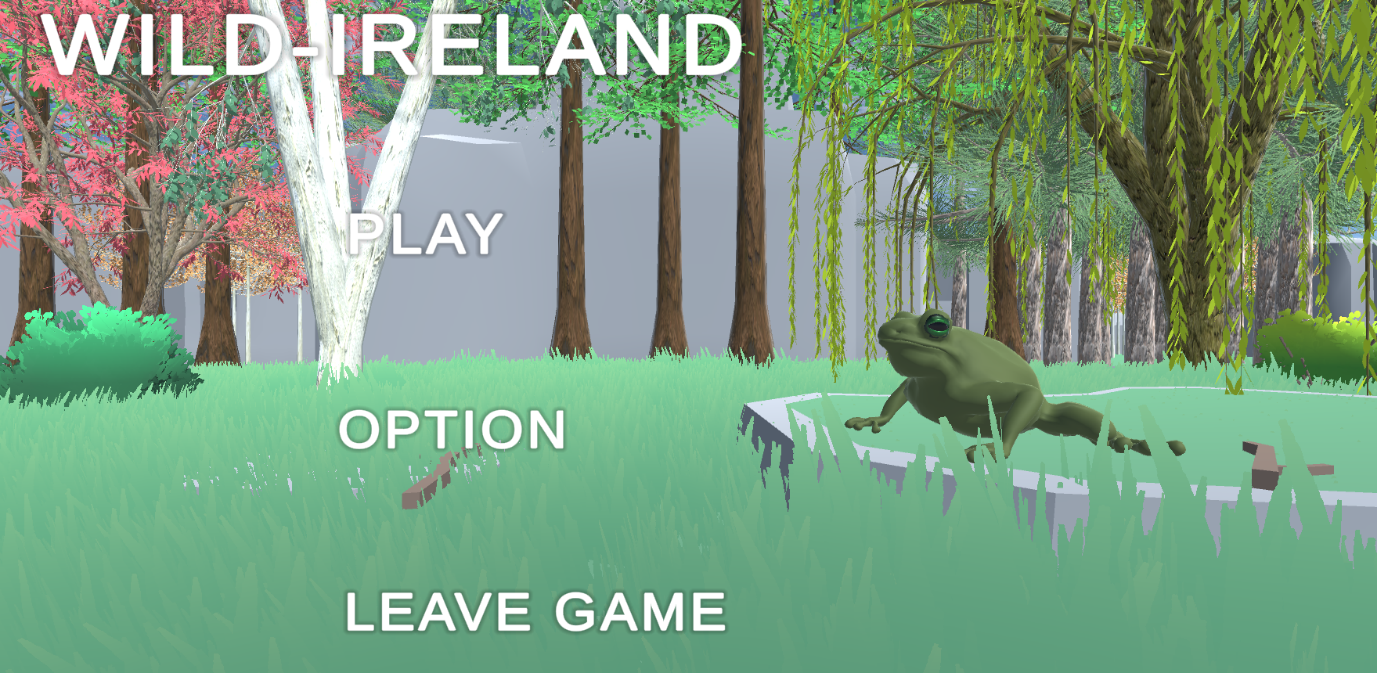 WILD-IRELAND
PLAY
OPTION
LEAVE GAME